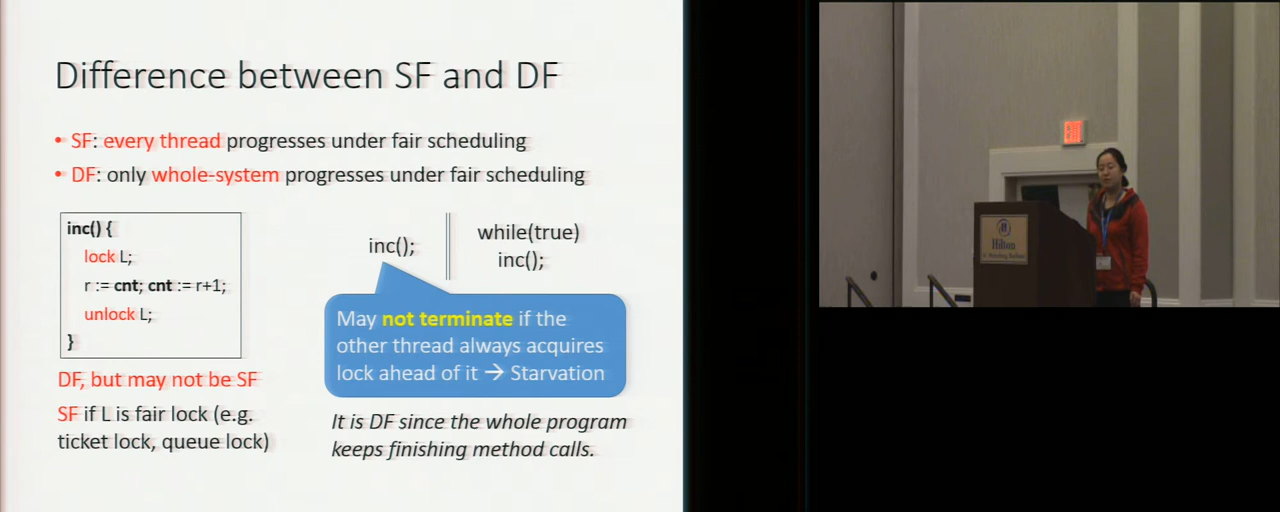 Difference between SF and DF
• SF: every thread progresses under fair scheduling
• DF: only whole-system progresses under fair scheduling
inc() {
lock L;
r := cnt; cnt := r+1;
unlock L;
}
DF, but may not be SF
SF if L is fair lock (e.g.
ticket lock, queue lock)
inc();
while(true)
inc();
May not terminate if the
other thread always acquires
lock ahead of it → Starvation
It is DF since the whole program
keeps finishing method calls.
Hilton